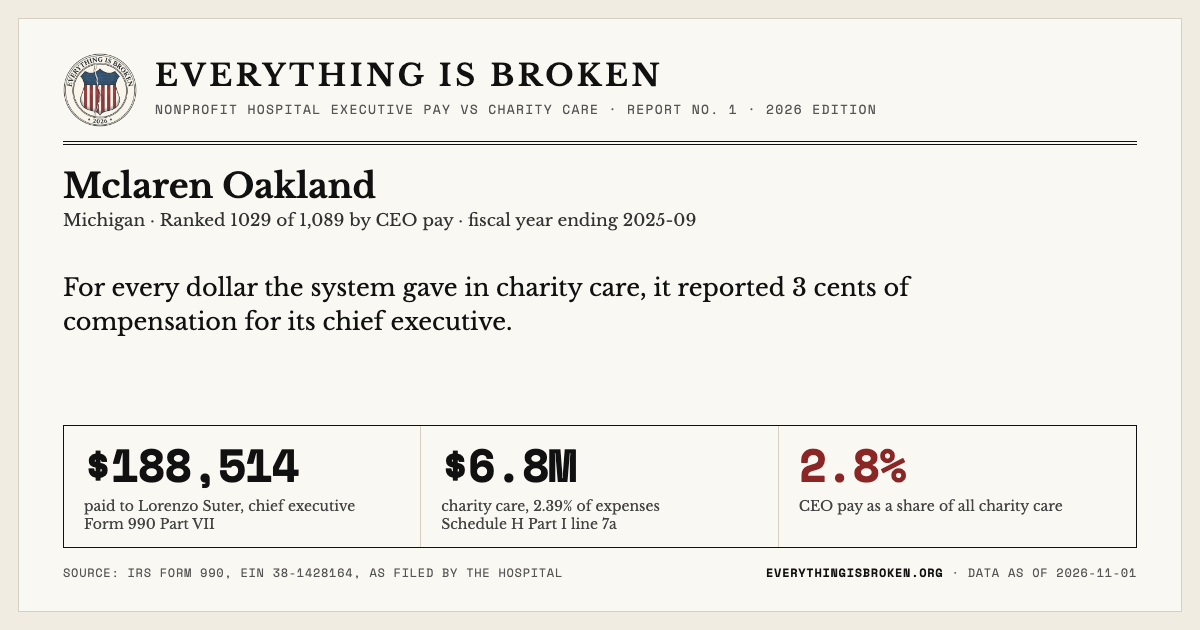 EVERYTHING IS BROKEN
2026
EVERYTHING IS BROKEN
NONPROFIT HOSPITAL EXECUTIVE PAY VS CHARITY CARE · REPORT NO. 1 · 2026 EDITION
Mclaren Oakland
Michigan · Ranked 1029 of 1,089 by CEO pay · fiscal year ending 2025-09
For every dollar the system gave in charity care, it reported 3 cents of
compensation for its chief executive.
$188,514
paid to Lorenzo Suter, chief executive
Form 990 Part VII
$6.8M
charity care, 2.39% of expenses
Schedule H Part I line 7a
2.8%
CEO pay as a share of all charity care
SOURCE: IRS FORM 990, EIN 38-1428164, AS FILED BY THE HOSPITAL
EVERYTHINGISBROKEN.ORG · DATA AS OF 2026-11-01